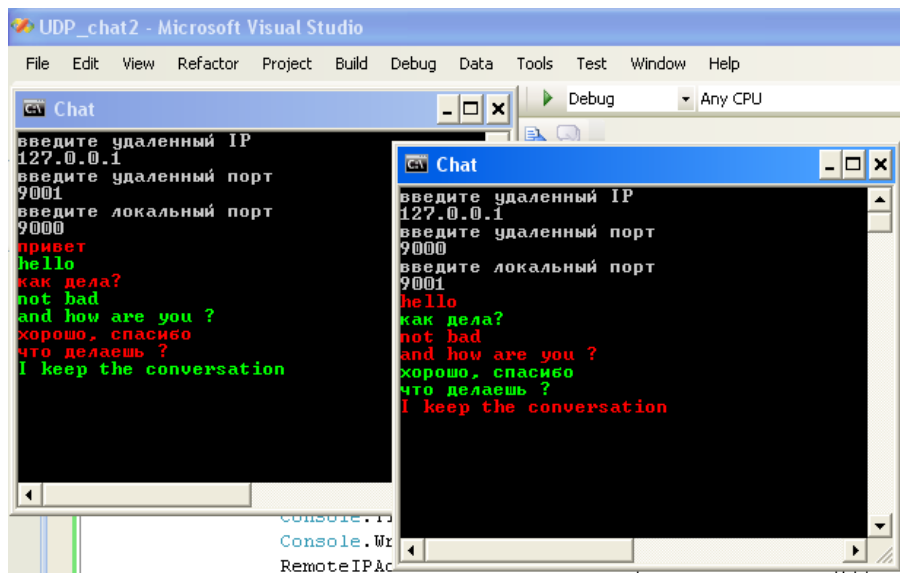 UDP_chat2 - Microsoft Visual Studio
File Edit View Refactor Project Build Debug Data Tools Test Window Help
Debug Any CPU
Chat
введите удаленный IP
127.0.0.1
введите удаленный порт
9001
введите локальный порт
9000
привет
hello
как дела?
not bad
and how are you ?
хорошо, спасибо
что делаешь ?
I keep the conversation
Chat
введите удаленный IP
127.0.0.1
введите удаленный порт
9000
введите локальный порт
9001
hello
как дела?
not bad
and how are you ?
хорошо, спасибо
что делаешь ?
I keep the conversation
Console.Wr
RemoteIPAd